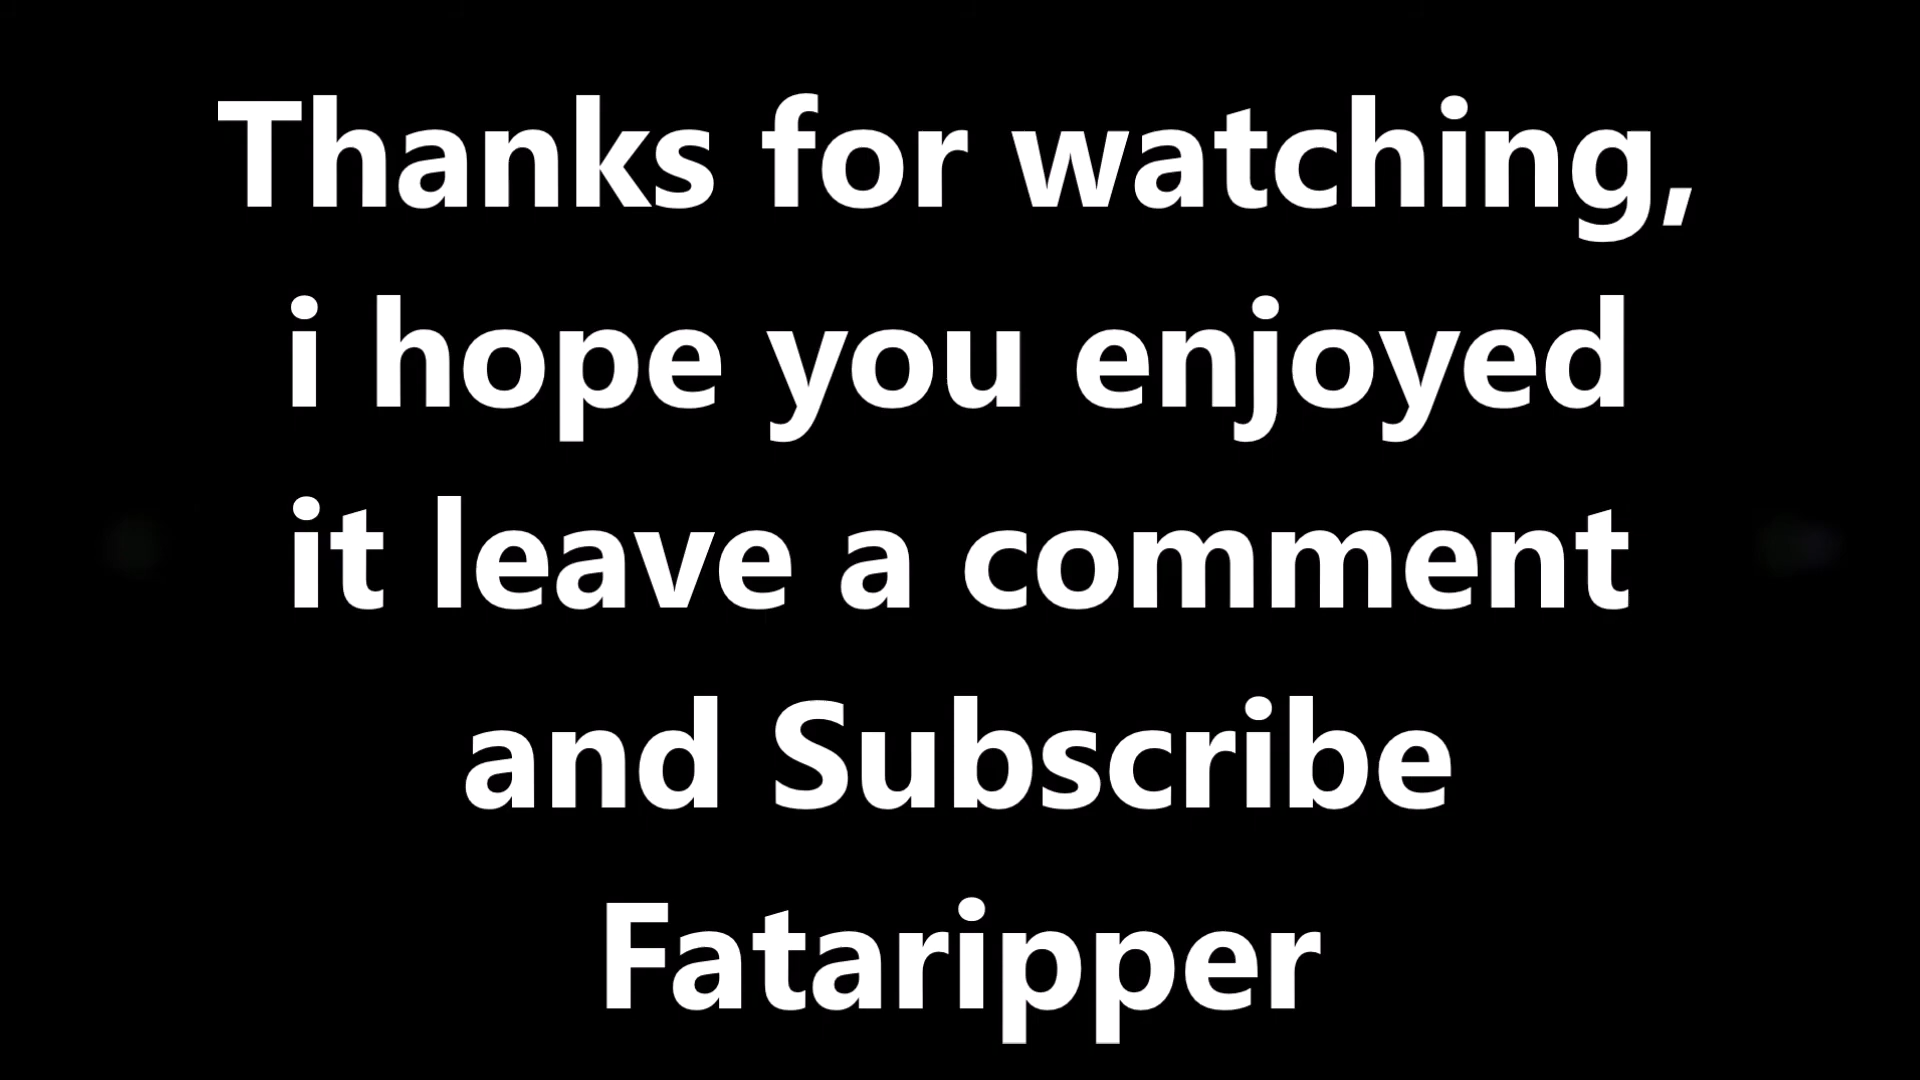 Thanks for watching,
i hope you enjoyed
it leave a comment
and Subscribe
Fataripper